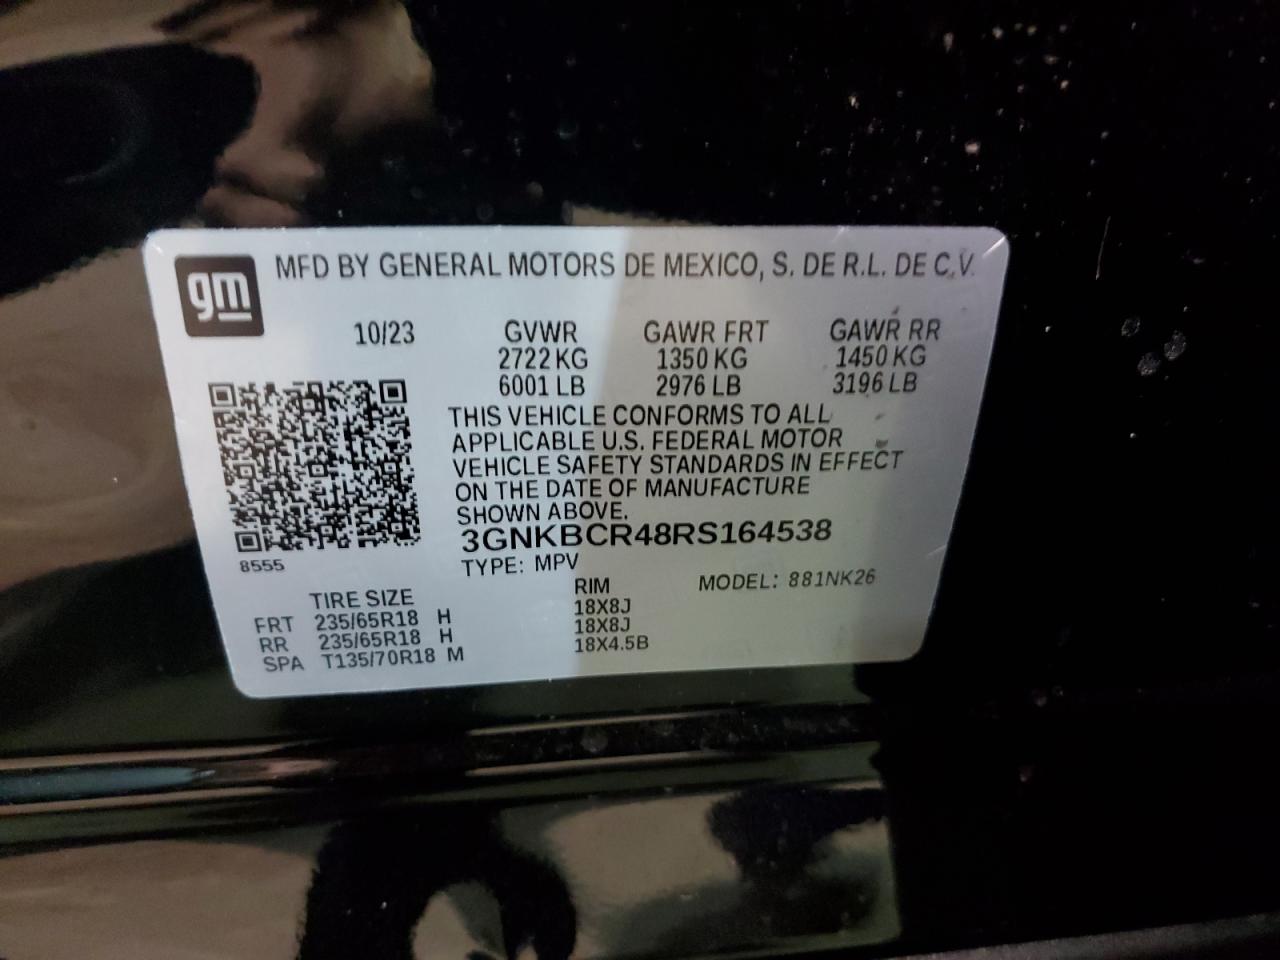 gm
MFD BY GENERAL MOTORS DE MEXICO, S. DE R.L. DE C.V.
10/23 GVWR GAWR FRT GAWR RR
2722 KG 1350 KG 1450 KG
6001 LB 2976 LB 3196 LB
THIS VEHICLE CONFORMS TO ALL
APPLICABLE U.S. FEDERAL MOTOR
VEHICLE SAFETY STANDARDS IN EFFECT
ON THE DATE OF MANUFACTURE
SHOWN ABOVE.
3GNKBCR48RS164538
8555
TYPE: MPV
MODEL: 881NK26
TIRE SIZE RIM
FRT 235/65R18 H 18X8J
RR 235/65R18 H 18X8J
SPA T135/70R18 M 18X4.5B